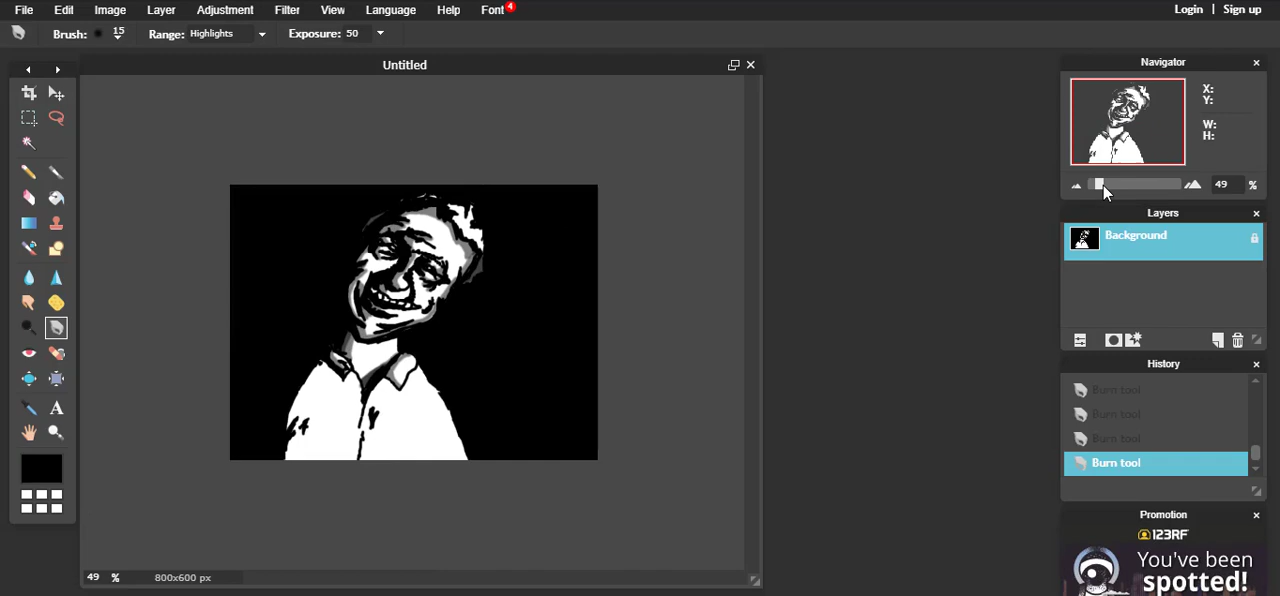 File Edit Image Layer Adjustment Filter View Language Help Font 4 Login | Sign up
Brush: 15 Range: Highlights Exposure: 50
Untitled
Navigator
X:
Y:
W:
H:
49 %
Layers
Background
History
Burn tool
Burn tool
Burn tool
Burn tool
Promotion
123RF
You've been
spotted!
A
49 % 800x600 px